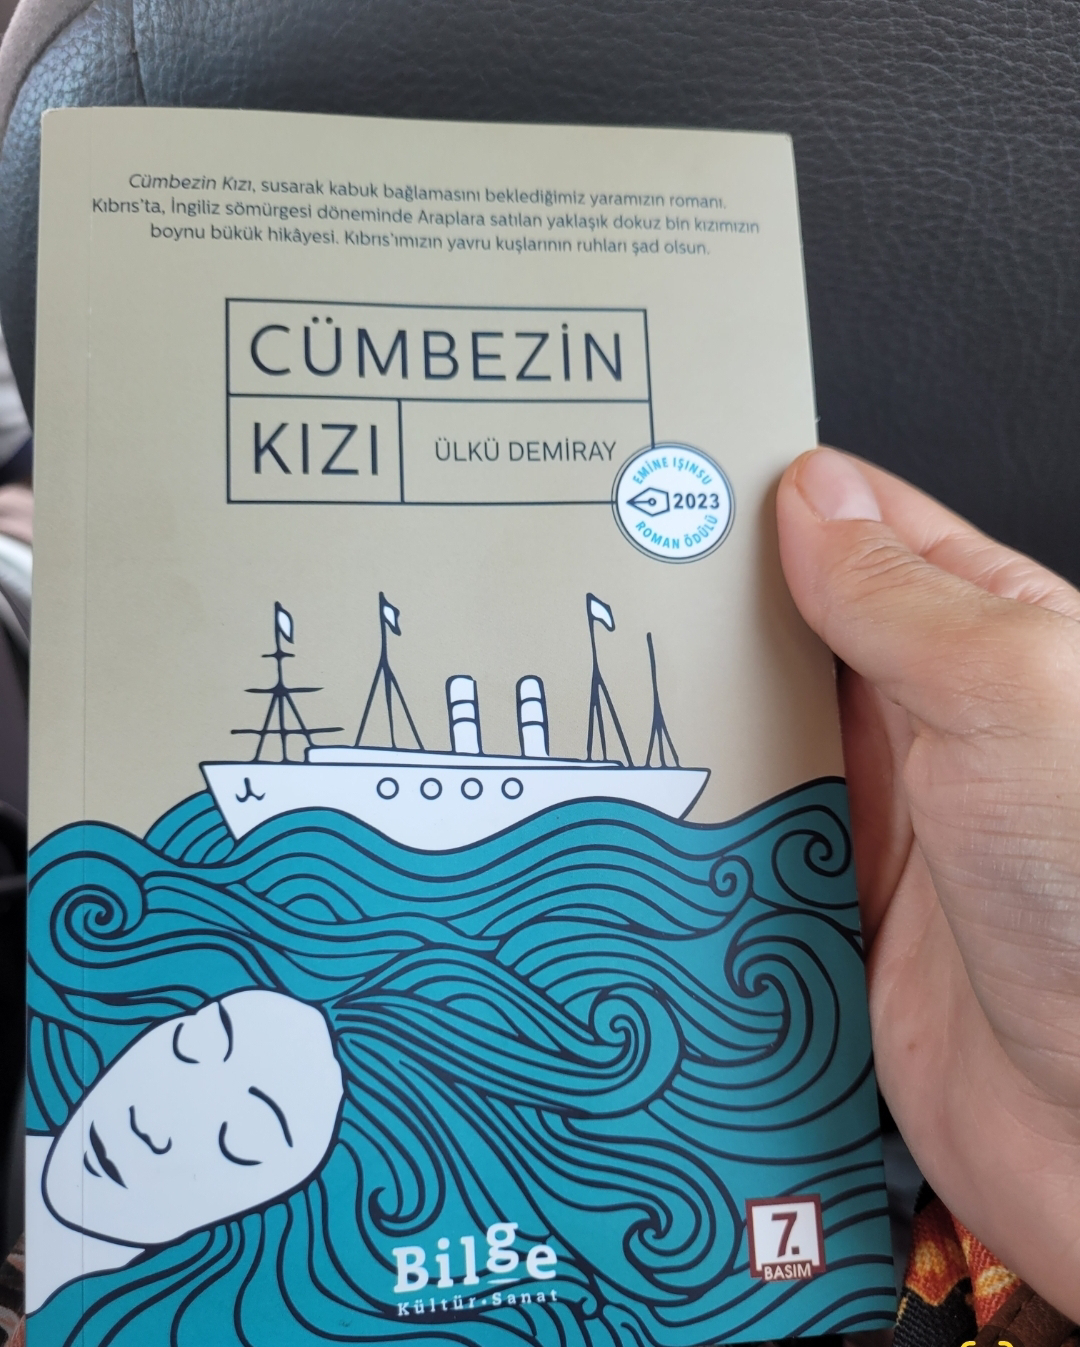 Cümbezin Kızı, susarak kabuk bağlamasını beklediğimiz yaramızın romanı.
Kıbrıs'ta, İngiliz sömürgesi döneminde Araplara satılan yaklaşık dokuz bin kızımızın
boynu bükük hikâyesi. Kıbrıs'ımızın yavru kuşlarının ruhları şad olsun.
CÜMBEZİN
KIZI
ÜLKÜ DEMİRAY
EMİNE IŞINSU
2023
ROMAN ÖDÜLÜ
Bilge
Kültür·Sanat
7.
BASIM